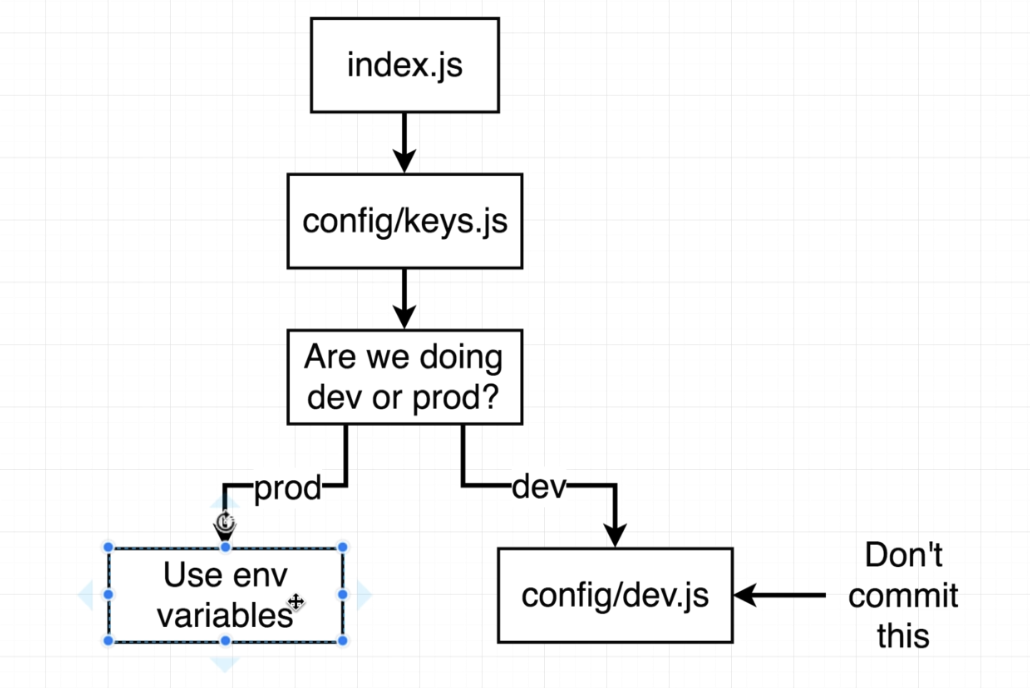 index.js
config/keys.js
Are we doing
dev or prod?
prod
dev
Use env
variables
config/dev.js
Don't
commit
this